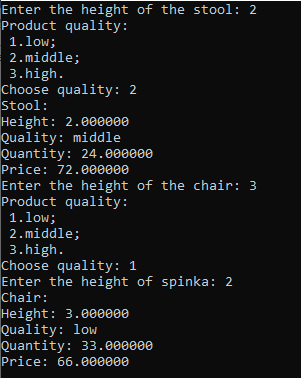 Enter the height of the stool: 2
Product quality:
1.low;
2.middle;
3.high.
Choose quality: 2
Stool:
Height: 2.000000
Quality: middle
Quantity: 24.000000
Price: 72.000000
Enter the height of the chair: 3
Product quality:
1.low;
2.middle;
3.high.
Choose quality: 1
Enter the height of spinka: 2
Chair:
Height: 3.000000
Quality: low
Quantity: 33.000000
Price: 66.000000